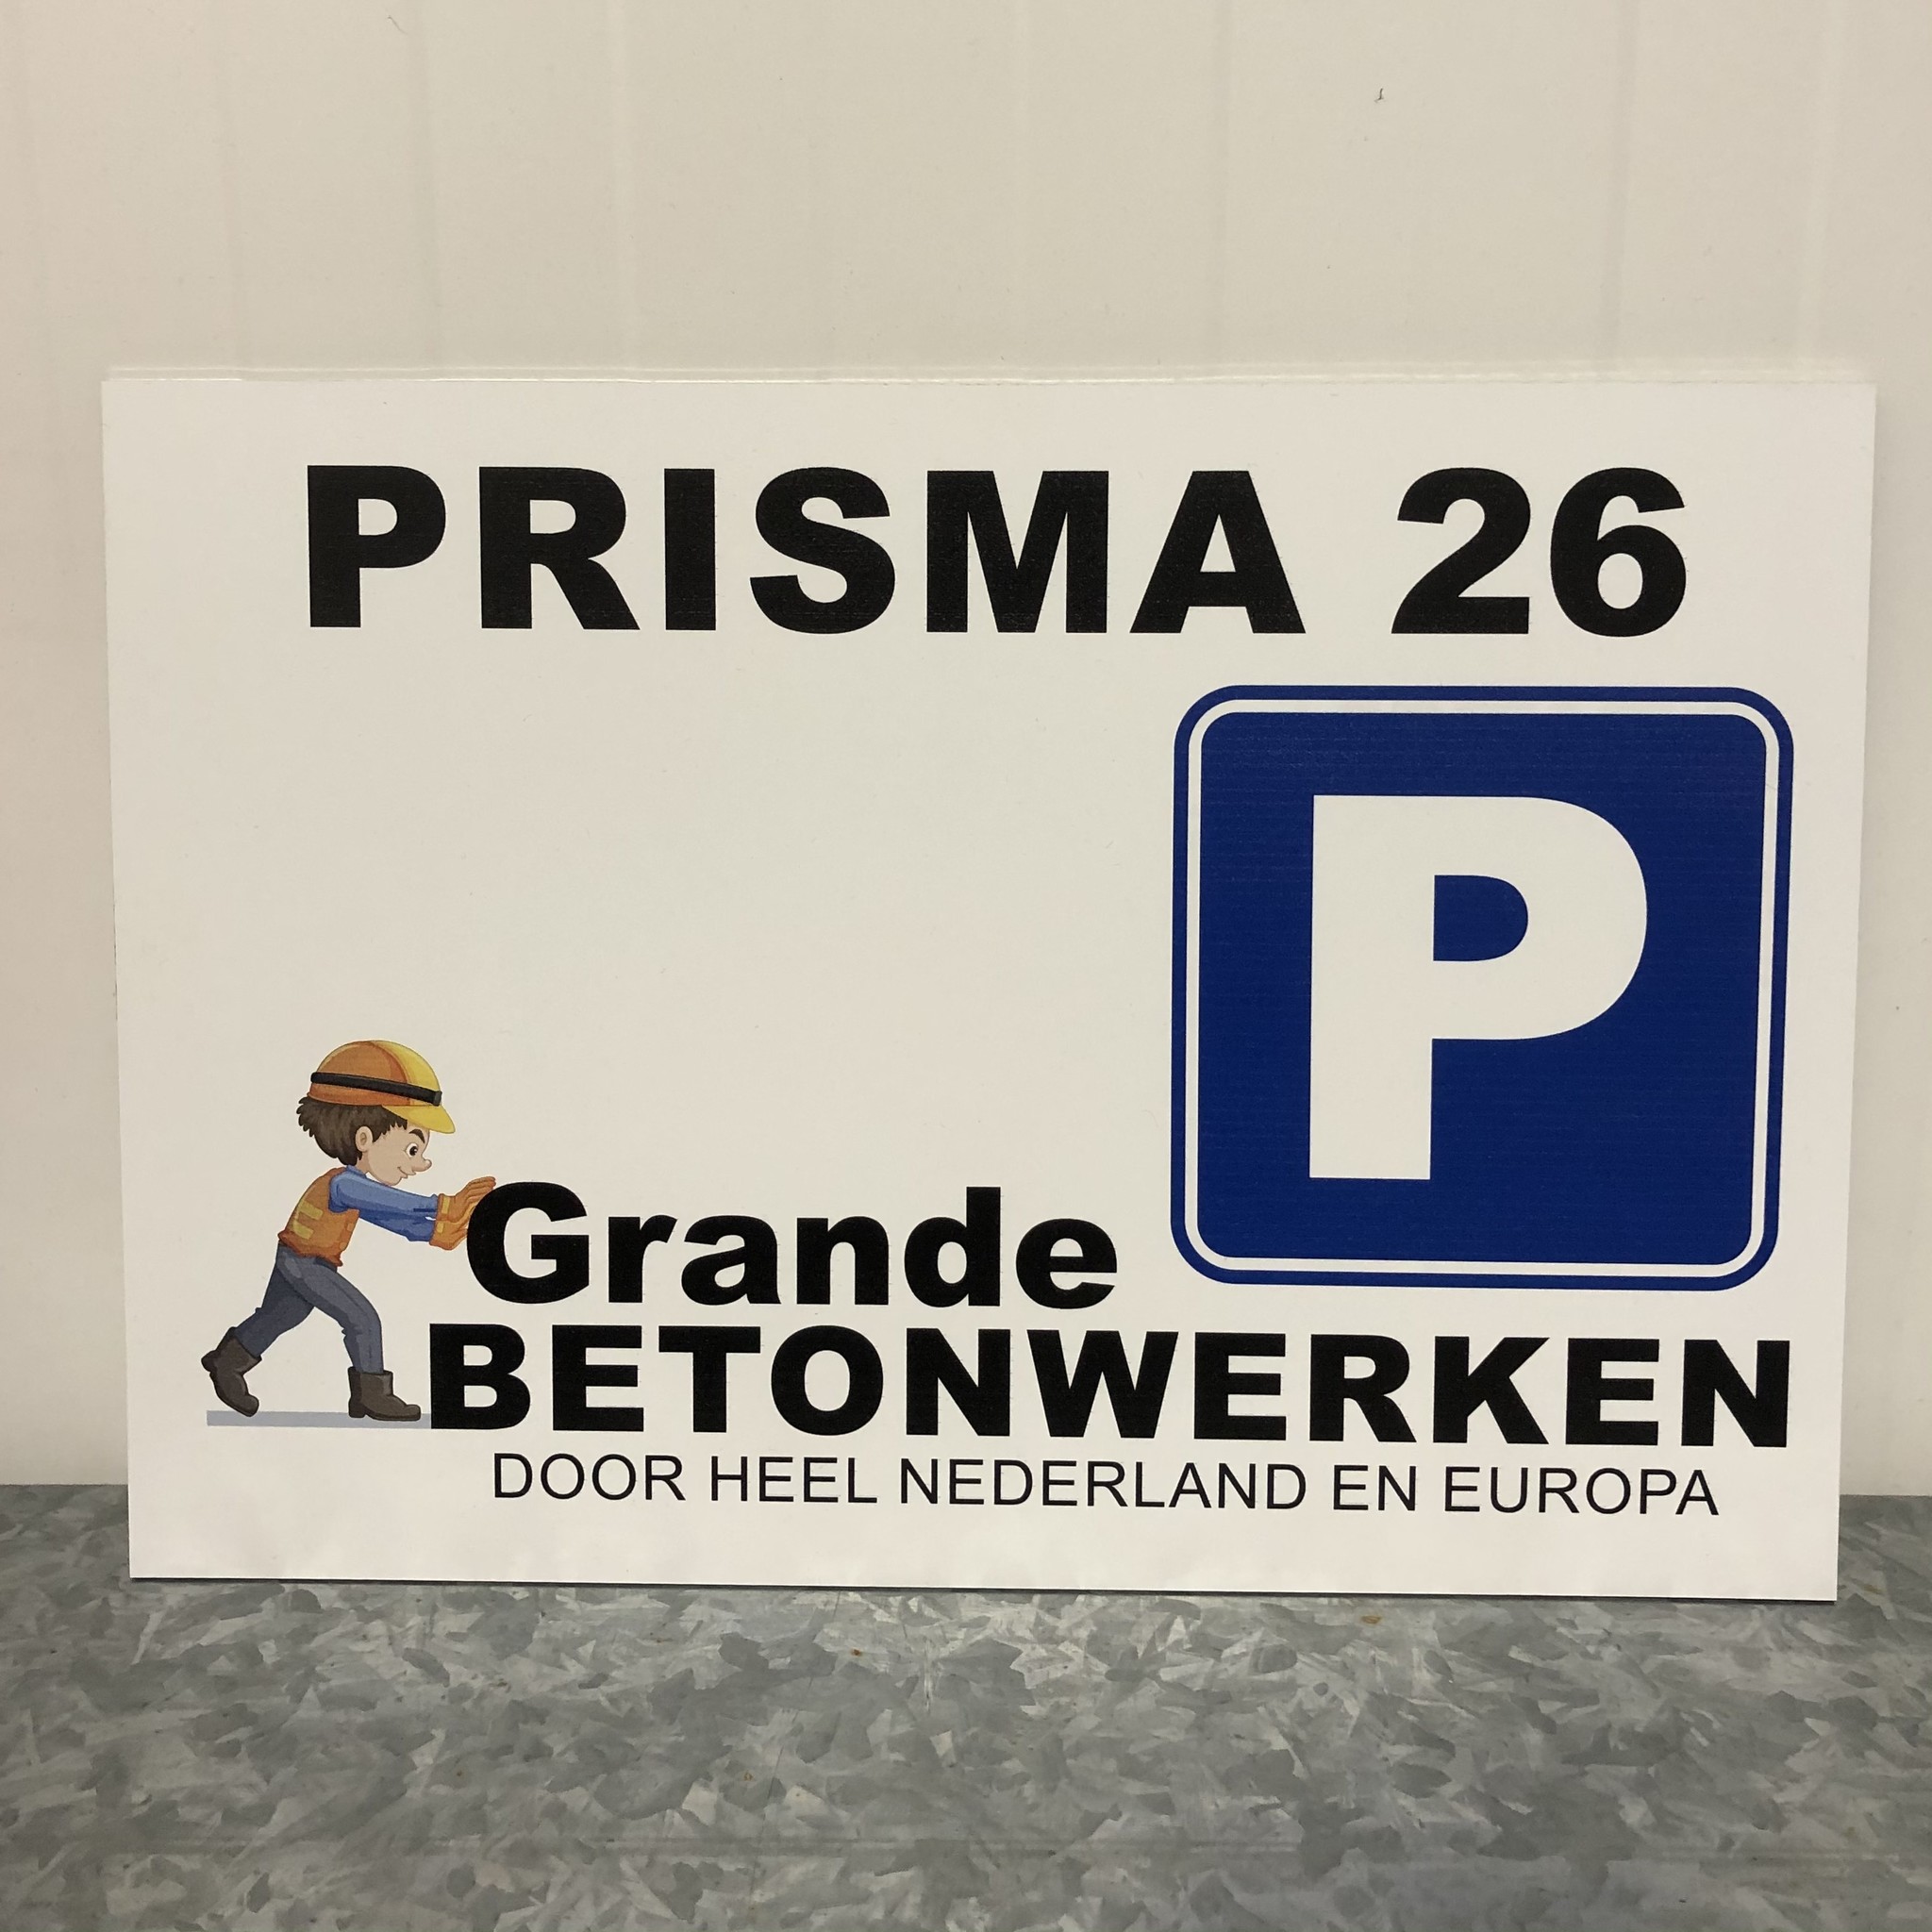 PRISMA 26
P
Grande
BETONWERKEN
DOOR HEEL NEDERLAND EN EUROPA